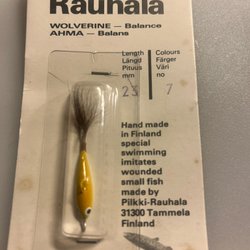 Rauhala
WOLVERINE — Balance
AHMA — Balans
Length Colours
Längd Färger
Pituus Väri
mm no
25 7
Hand made
in Finland
special
swimming
imitates
wounded
small fish
made by
Pilkki-Rauhala
31300 Tammela
Finland